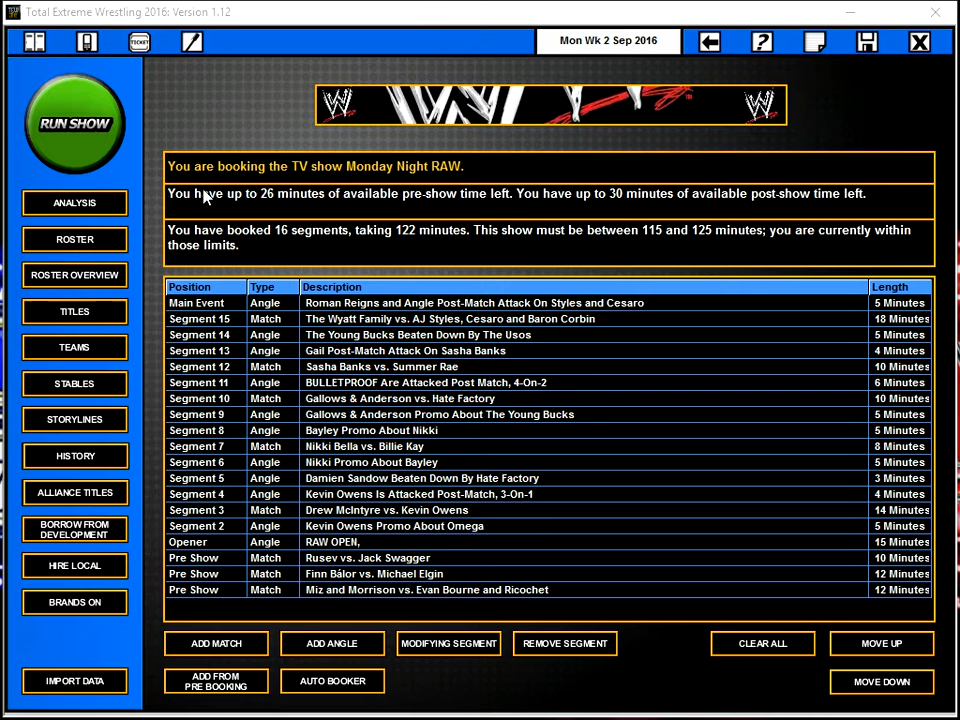 Total Extreme Wrestling 2016: Version 1.12
TICKET
Mon Wk 2 Sep 2016
?
X
RUN SHOW
ANALYSIS
ROSTER
ROSTER OVERVIEW
TITLES
TEAMS
STABLES
STORYLINES
HISTORY
ALLIANCE TITLES
BORROW FROM
DEVELOPMENT
HIRE LOCAL
BRANDS ON
IMPORT DATA
You are booking the TV show Monday Night RAW.
You have up to 26 minutes of available pre-show time left. You have up to 30 minutes of available post-show time left.
You have booked 16 segments, taking 122 minutes. This show must be between 115 and 125 minutes; you are currently within
those limits.
Position Type Description Length
Main Event Angle Roman Reigns and Angle Post-Match Attack On Styles and Cesaro 5 Minutes
Segment 15 Match The Wyatt Family vs. AJ Styles, Cesaro and Baron Corbin 18 Minutes
Segment 14 Angle The Young Bucks Beaten Down By The Usos 5 Minutes
Segment 13 Angle Gail Post-Match Attack On Sasha Banks 4 Minutes
Segment 12 Match Sasha Banks vs. Summer Rae 10 Minutes
Segment 11 Angle BULLETPROOF Are Attacked Post Match, 4-On-2 6 Minutes
Segment 10 Match Gallows & Anderson vs. Hate Factory 10 Minutes
Segment 9 Angle Gallows & Anderson Promo About The Young Bucks 5 Minutes
Segment 8 Angle Bayley Promo About Nikki 5 Minutes
Segment 7 Match Nikki Bella vs. Billie Kay 8 Minutes
Segment 6 Angle Nikki Promo About Bayley 5 Minutes
Segment 5 Angle Damien Sandow Beaten Down By Hate Factory 3 Minutes
Segment 4 Angle Kevin Owens Is Attacked Post-Match, 3-On-1 4 Minutes
Segment 3 Match Drew McIntyre vs. Kevin Owens 14 Minutes
Segment 2 Angle Kevin Owens Promo About Omega 5 Minutes
Opener Angle RAW OPEN, 15 Minutes
Pre Show Match Rusev vs. Jack Swagger 10 Minutes
Pre Show Match Finn Bálor vs. Michael Elgin 12 Minutes
Pre Show Match Miz and Morrison vs. Evan Bourne and Ricochet 12 Minutes
ADD MATCH ADD ANGLE MODIFYING SEGMENT REMOVE SEGMENT CLEAR ALL MOVE UP
ADD FROM
PRE BOOKING
AUTO BOOKER MOVE DOWN